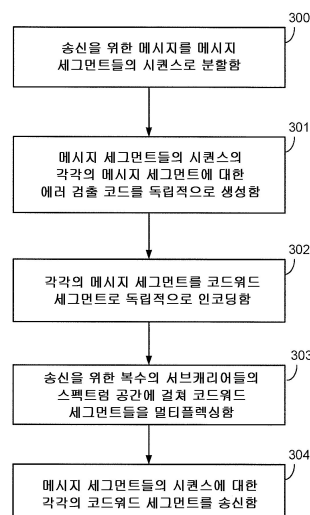 300
송신을 위한 메시지를 메시지
세그먼트들의 시퀀스로 분할함
301
메시지 세그먼트들의 시퀀스의
각각의 메시지 세그먼트에 대한
에러 검출 코드를 독립적으로 생성함
302
각각의 메시지 세그먼트를 코드워드
세그먼트로 독립적으로 인코딩함
303
송신을 위한 복수의 서브캐리어들의
스펙트럼 공간에 걸쳐 코드워드
세그먼트들을 멀티플렉싱함
304
메시지 세그먼트들의 시퀀스에 대한
각각의 코드워드 세그먼트를 송신함